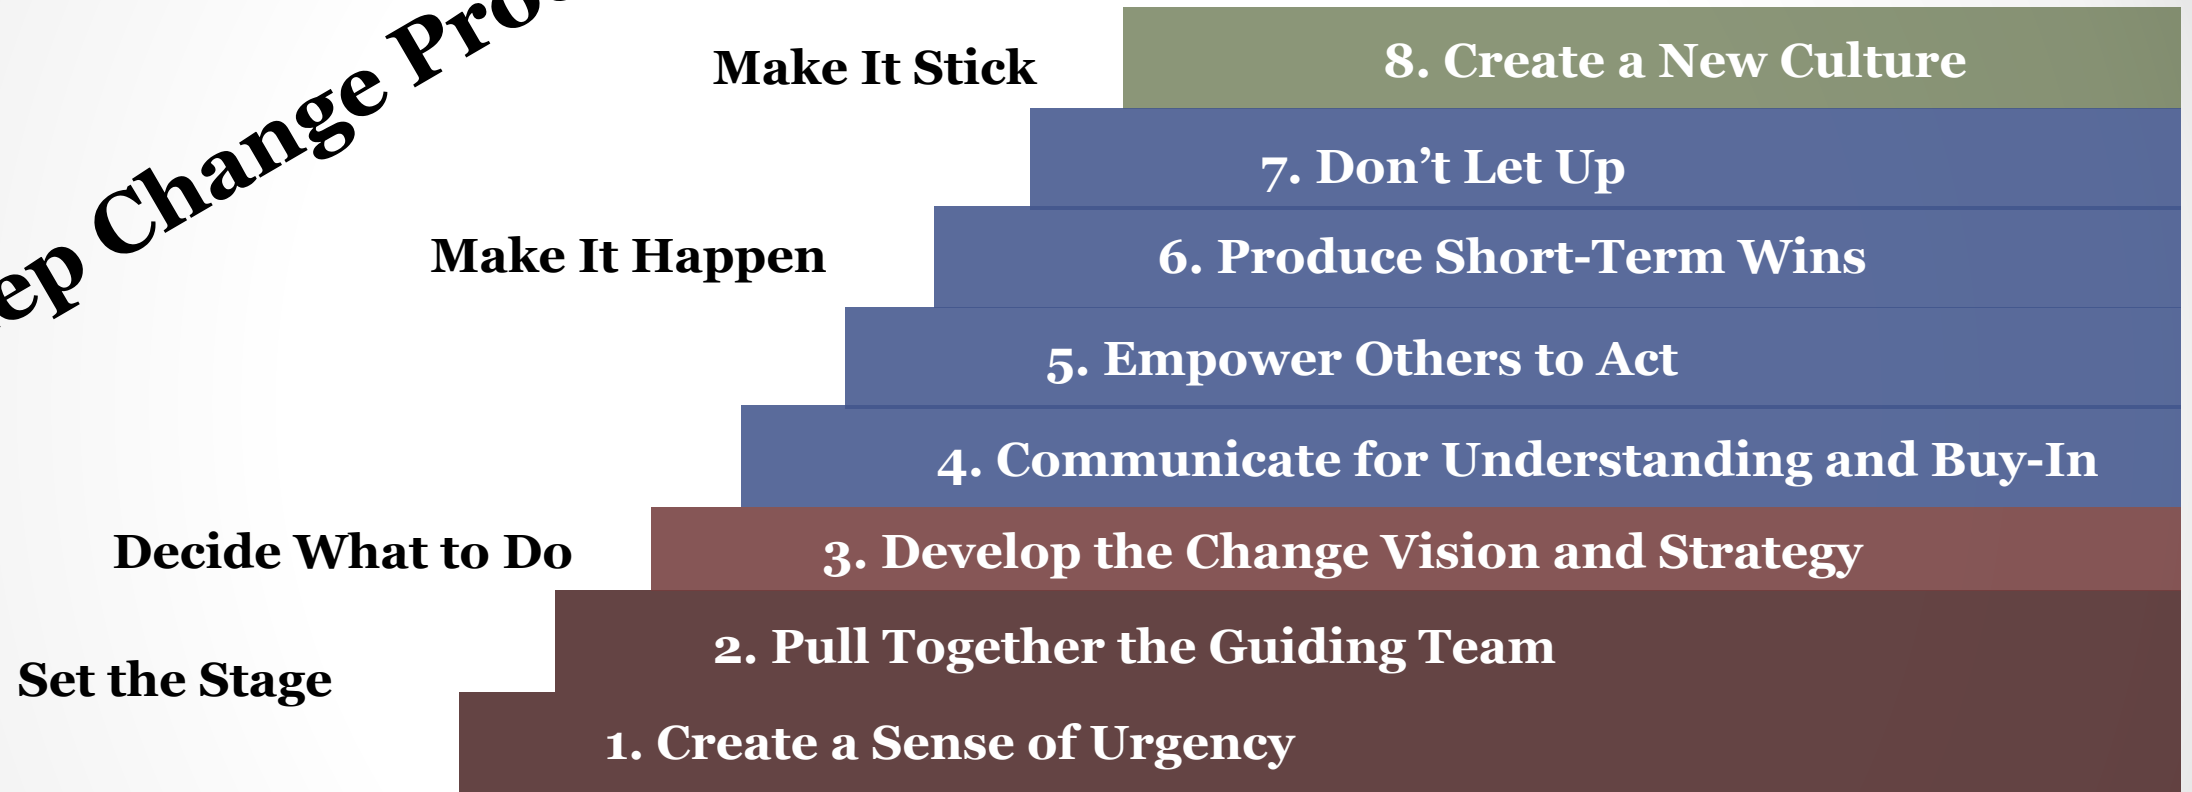 Change
Make It Stick
8. Create a New Culture
7. Don’t Let Up
Make It Happen
6. Produce Short-Term Wins
5. Empower Others to Act
4. Communicate for Understanding and Buy-In
Decide What to Do
3. Develop the Change Vision and Strategy
2. Pull Together the Guiding Team
Set the Stage
1. Create a Sense of Urgency